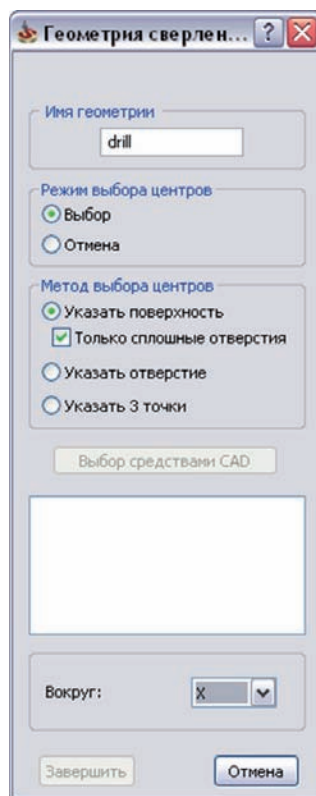 Геометрия сверлен... ?
Имя геометрии
drill
Режим выбора центров
Выбор
Отмена
Метод выбора центров
Указать поверхность
Только сплошные отверстия
Указать отверстие
Указать 3 точки
Выбор средствами CAD
Вокруг: X
Завершить Отмена